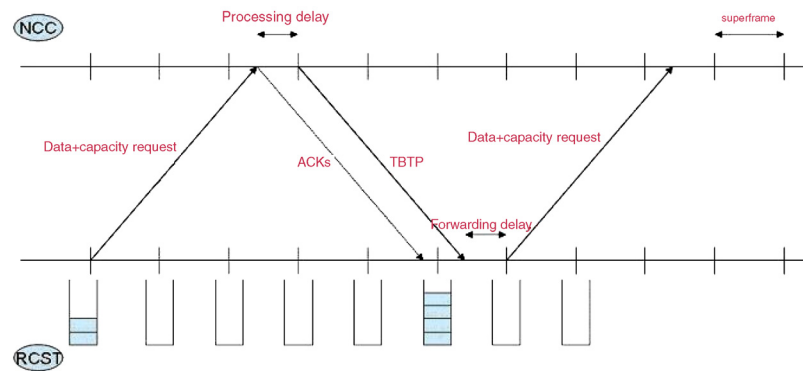 NCC
Processing delay
superframe
Data+capacity request
ACKs
TBTP
Data+capacity request
Forwarding delay
RCST